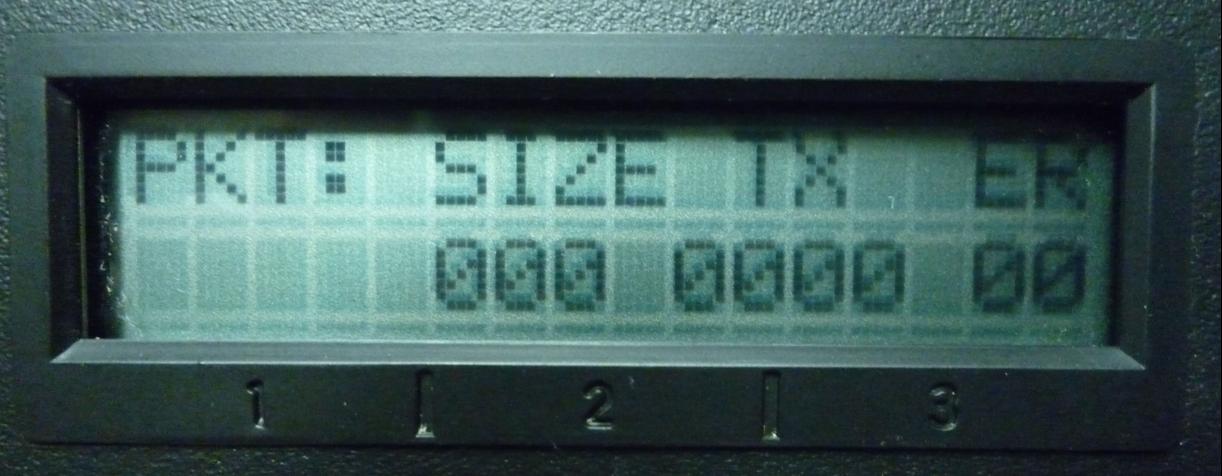 PKT: SIZE TX ER
000 0000 00
1 2 3